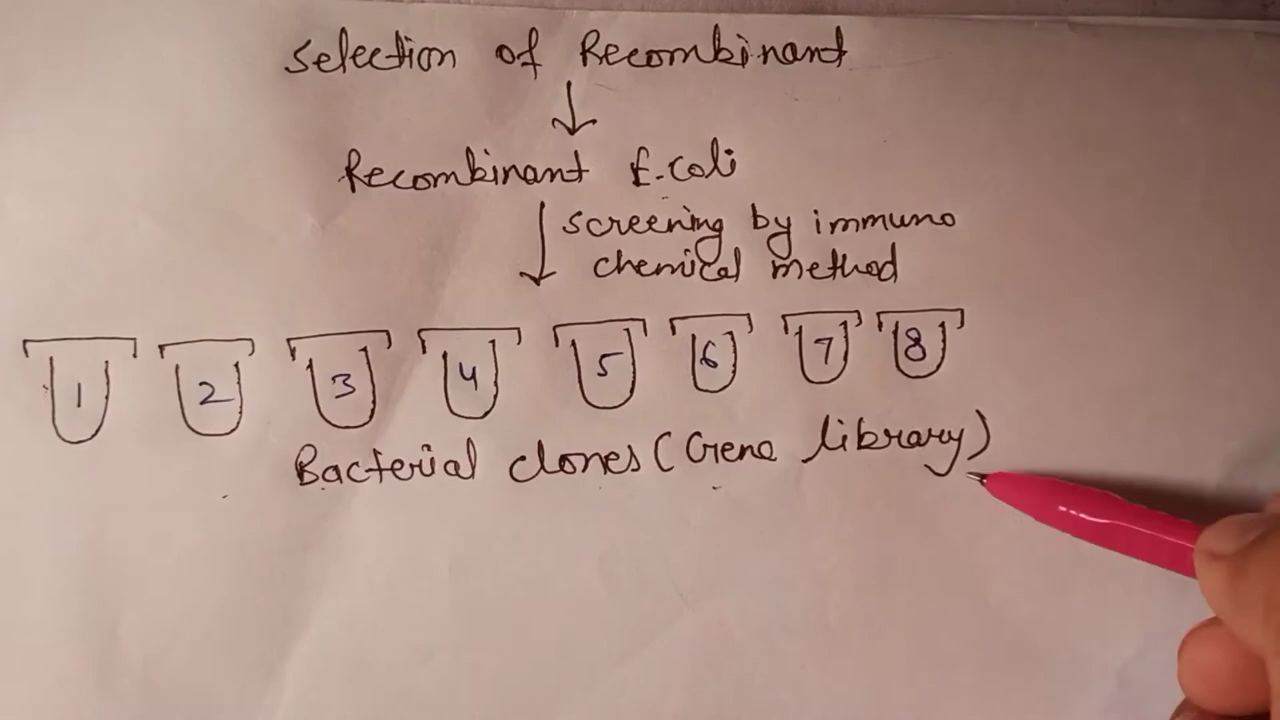 Selection of Recombinant
Recombinant E.coli
screening by immuno
chemical method
1 2 3 4 5 6 7 8
Bacterial clones (Gene library)